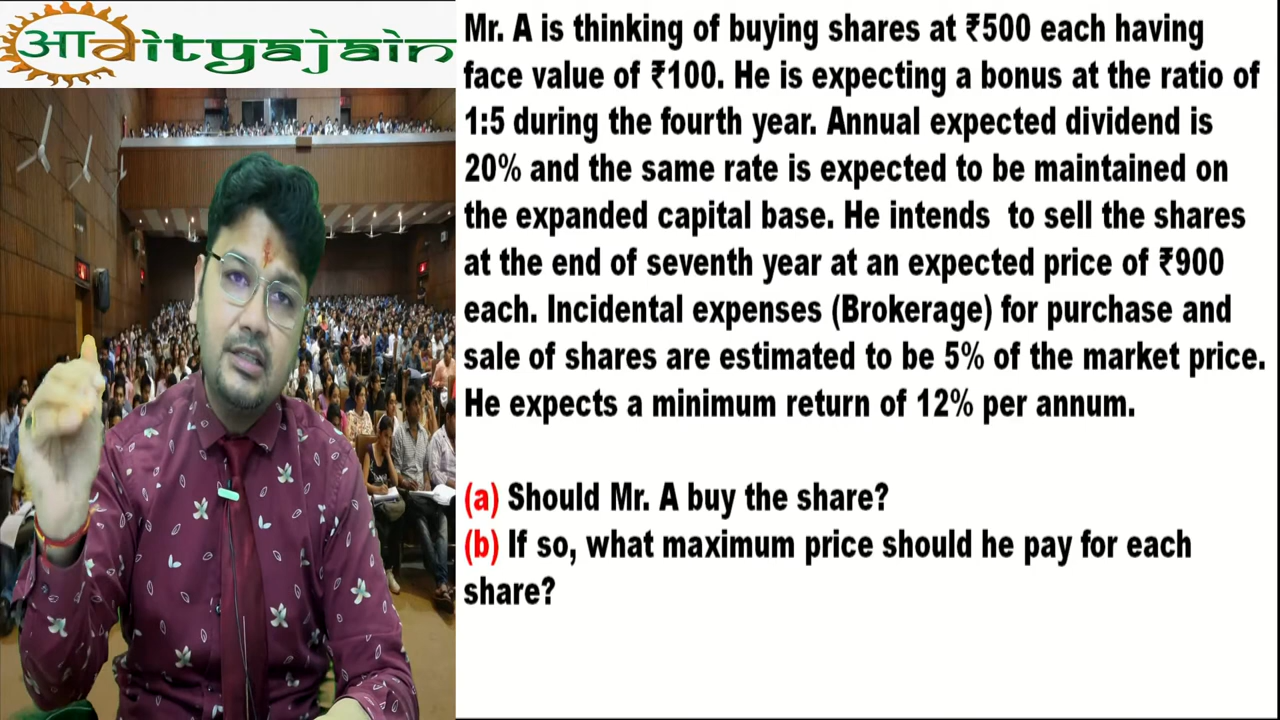 आdityajain
Mr. A is thinking of buying shares at ₹500 each having
face value of ₹100. He is expecting a bonus at the ratio of
1:5 during the fourth year. Annual expected dividend is
20% and the same rate is expected to be maintained on
the expanded capital base. He intends  to sell the shares
at the end of seventh year at an expected price of ₹900
each. Incidental expenses (Brokerage) for purchase and
sale of shares are estimated to be 5% of the market price.
He expects a minimum return of 12% per annum.
(a) Should Mr. A buy the share?
(b) If so, what maximum price should he pay for each
share?